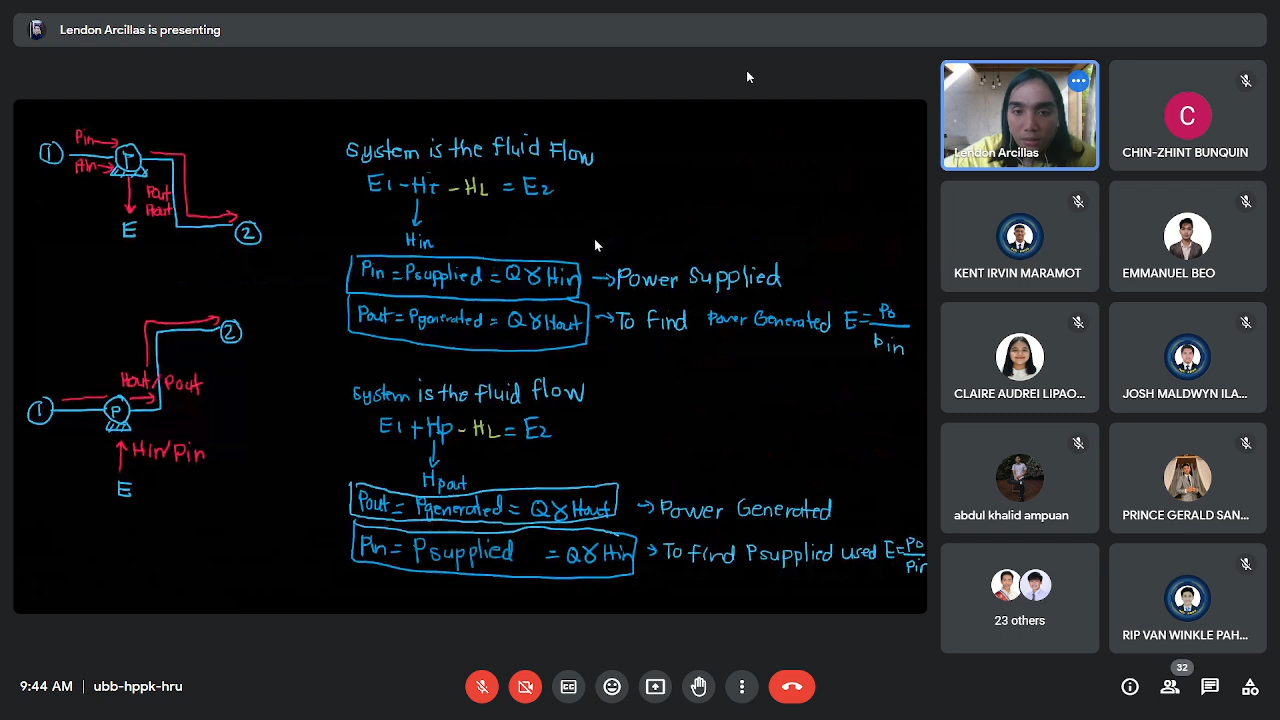 Lendon Arcillas is presenting
1
Pin
Hin
P
Pout
Hout
E
2
System is the fluid Flow
E1 - Ht - HL = E2
Hin
Pin = Psupplied = QγHin → Power Supplied
Pout = Pgenerated = QγHout → To find power Generated E = Po
Pin
2
Hout/Pout
1
P
Hin/Pin
E
System is the fluid flow
E1 + Hp - HL = E2
Hpout
Pout = Pgenerated = QγHout → Power Generated
Pin = Psupplied = QγHin → To find Psupplied used E = Po
Pin
Lendon Arcillas
C
CHIN-ZHINT BUNQUIN
KENT IRVIN MARAMOT
EMMANUEL BEO
CLAIRE AUDREI LIPAO...
JOSH MALDWYN ILA...
abdul khalid ampuan
PRINCE GERALD SAN...
23 others
RIP VAN WINKLE PAH...
9:44 AM | ubb-hppk-hru
32